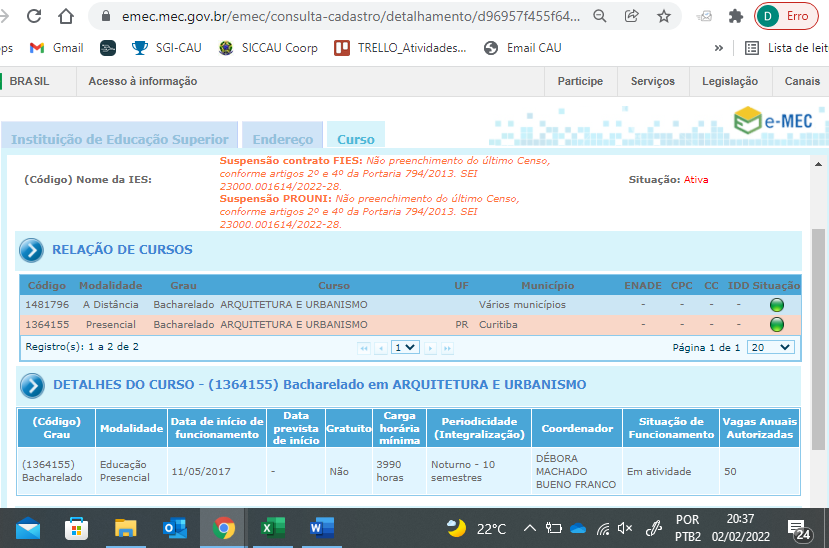 emec.mec.gov.br/emec/consulta-cadastro/detalhamento/d96957f455f64...
D Erro
ps Gmail SGI-CAU SICCAU Coorp TRELLO_Atividades... Email CAU » Lista de leit
BRASIL Acesso à informação Participe Serviços Legislação Canais
e-MEC
Instituição de Educação Superior Endereço Curso
(Código) Nome da IES:
Suspensão contrato FIES: Não preenchimento do último Censo,
conforme artigos 2º e 4º da Portaria 794/2013. SEI
23000.001614/2022-28.
Suspensão PROUNI: Não preenchimento do último Censo,
conforme artigos 2º e 4º da Portaria 794/2013. SEI
23000.001614/2022-28.
Situação: Ativa
RELAÇÃO DE CURSOS
Código Modalidade Grau Curso UF Município ENADE CPC CC IDD Situação
1481796 A Distância Bacharelado ARQUITETURA E URBANISMO Vários municípios - - - -
1364155 Presencial Bacharelado ARQUITETURA E URBANISMO PR Curitiba - - - -
Registro(s): 1 a 2 de 2 1 Página 1 de 1 20
DETALHES DO CURSO - (1364155) Bacharelado em ARQUITETURA E URBANISMO
(Código) Grau
Modalidade
Data de início de funcionamento
Data prevista de início
Gratuito
Carga horária mínima
Periodicidade (Integralização)
Coordenador
Situação de Funcionamento
Vagas Anuais Autorizadas
(1364155) Bacharelado
Educação Presencial
11/05/2017
-
Não
3990 horas
Noturno - 10 semestres
DÉBORA MACHADO BUENO FRANCO
Em atividade
50
22°C
POR
PTB2
20:37
02/02/2022
24